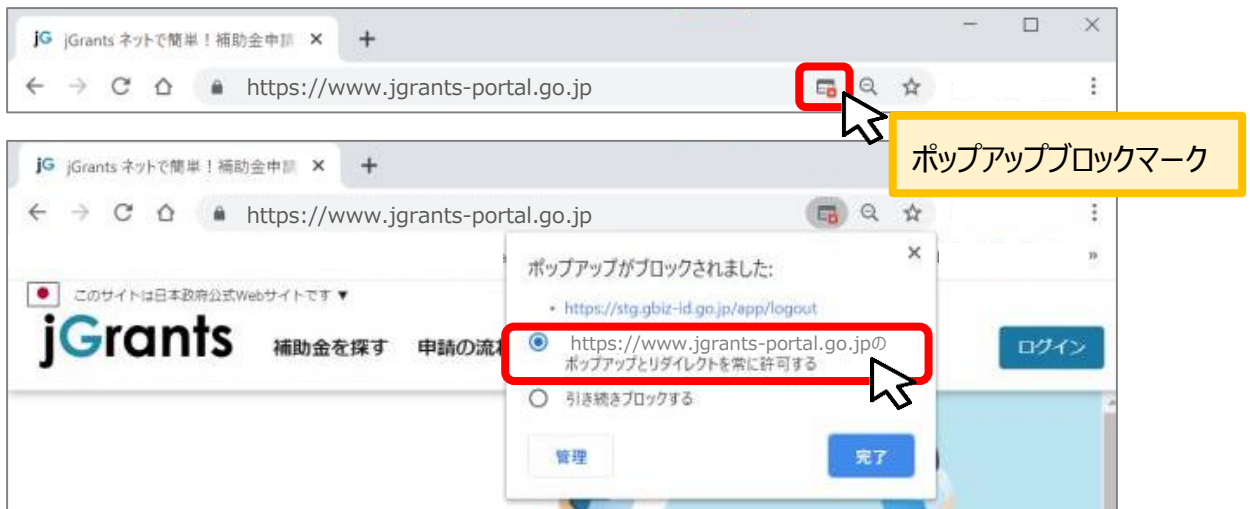 jG jGrants ネットで簡単！補助金申請
https://www.jgrants-portal.go.jp
ポップアップブロックマーク
jG jGrants ネットで簡単！補助金申請
https://www.jgrants-portal.go.jp
ポップアップがブロックされました:
このサイトは日本政府公式Webサイトです ▼
• https://stg.gbiz-id.go.jp/app/logout
jGrants 補助金を探す 申請の流れ
https://www.jgrants-portal.go.jpの
ポップアップとリダイレクトを常に許可する
ログイン
引き続きブロックする
管理 完了